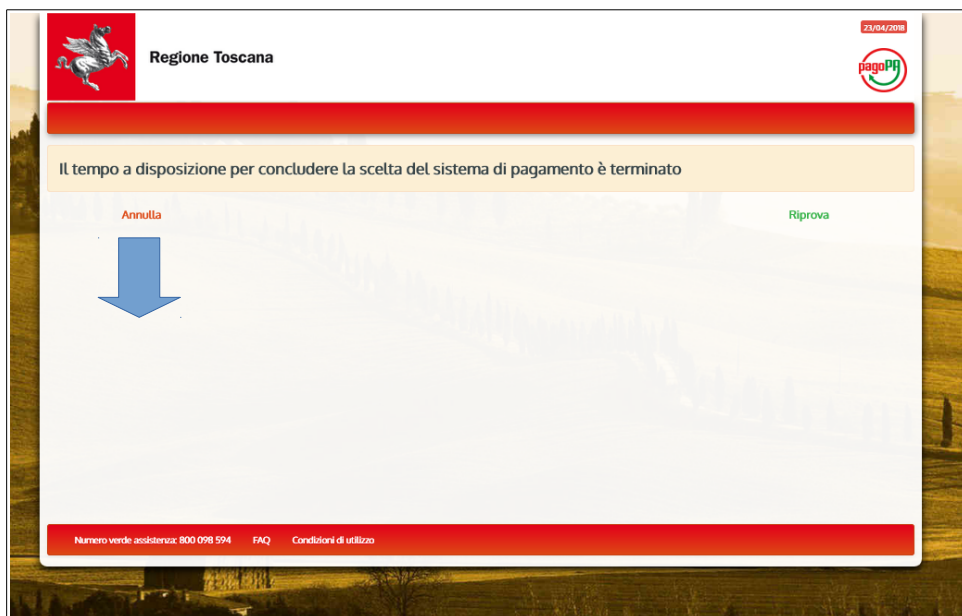 23/04/2018
Regione Toscana
pagoPA
Il tempo a disposizione per concludere la scelta del sistema di pagamento è terminato
Annulla Riprova
Numero verde assistenza: 800 098 594 FAQ Condizioni di utilizzo